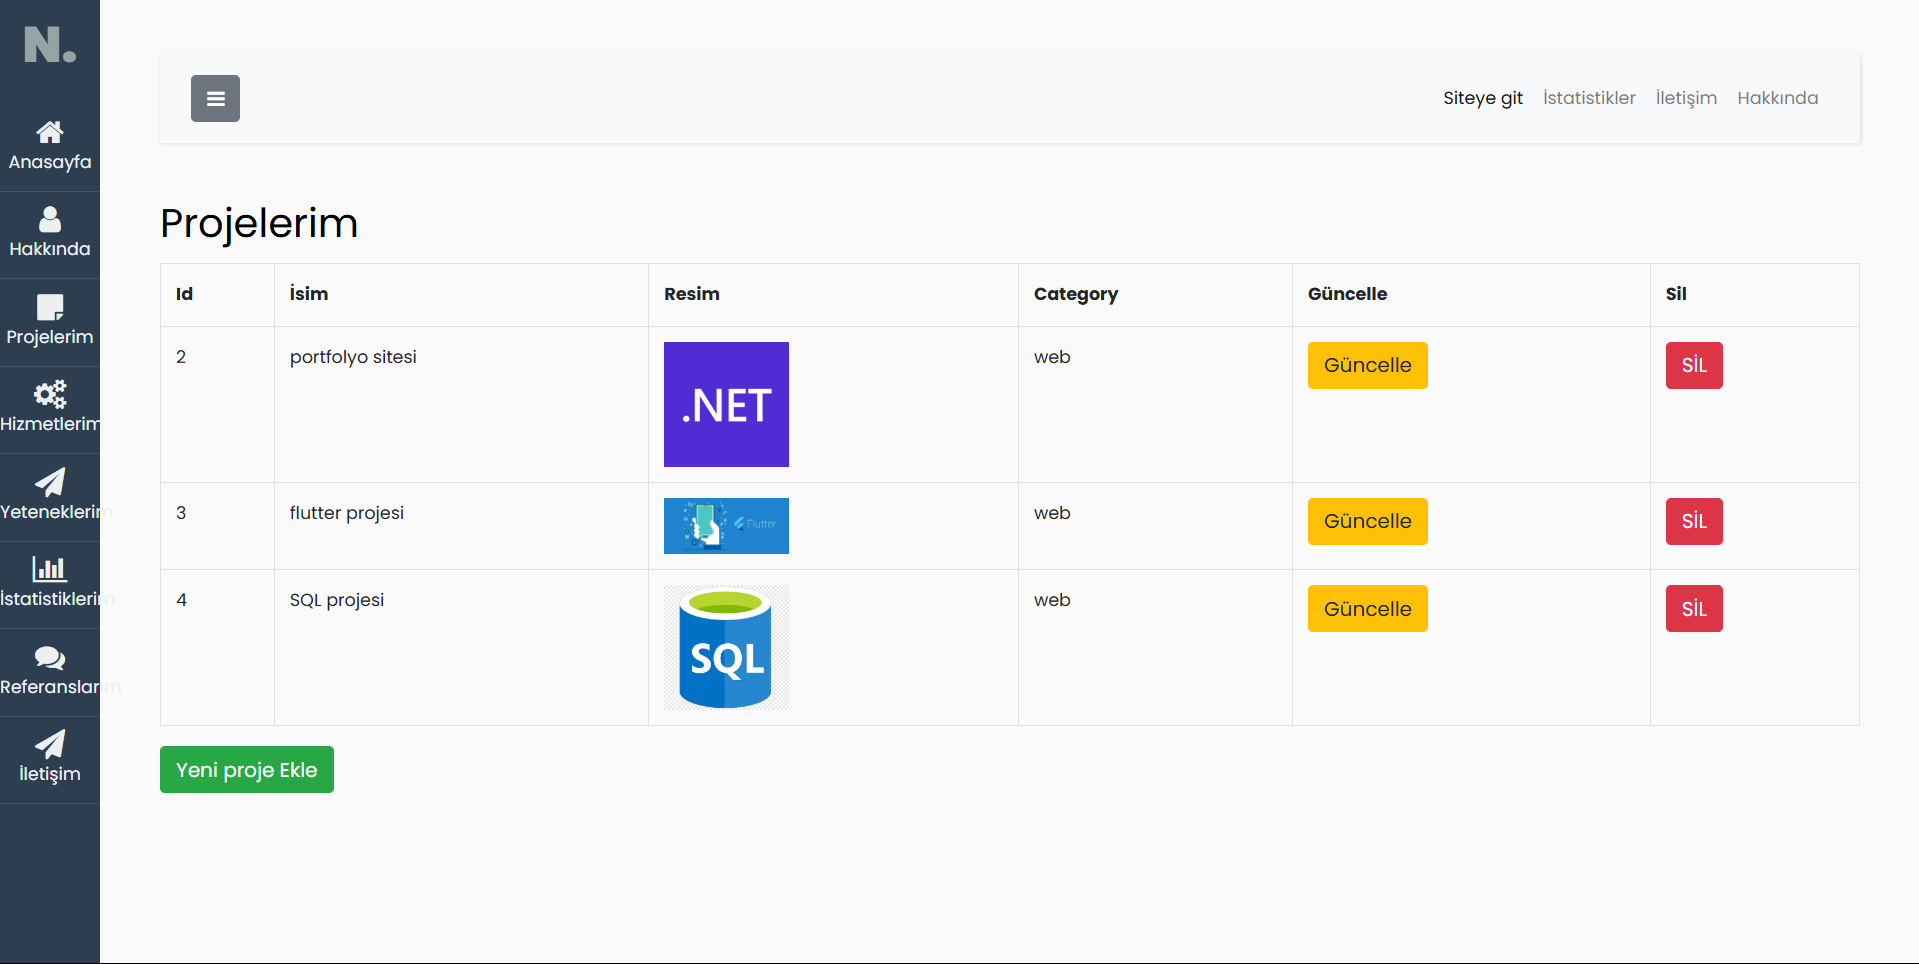 N.
Anasayfa
Hakkında
Projelerim
Hizmetlerim
Yeteneklerim
İstatistiklerim
Referanslarım
İletişim
Siteye git İstatistikler İletişim Hakkında
Projelerim
Id İsim Resim Category Güncelle Sil
2 portfolyo sitesi .NET web Güncelle SİL
3 flutter projesi Flutter web Güncelle SİL
4 SQL projesi SQL web Güncelle SİL
Yeni proje Ekle